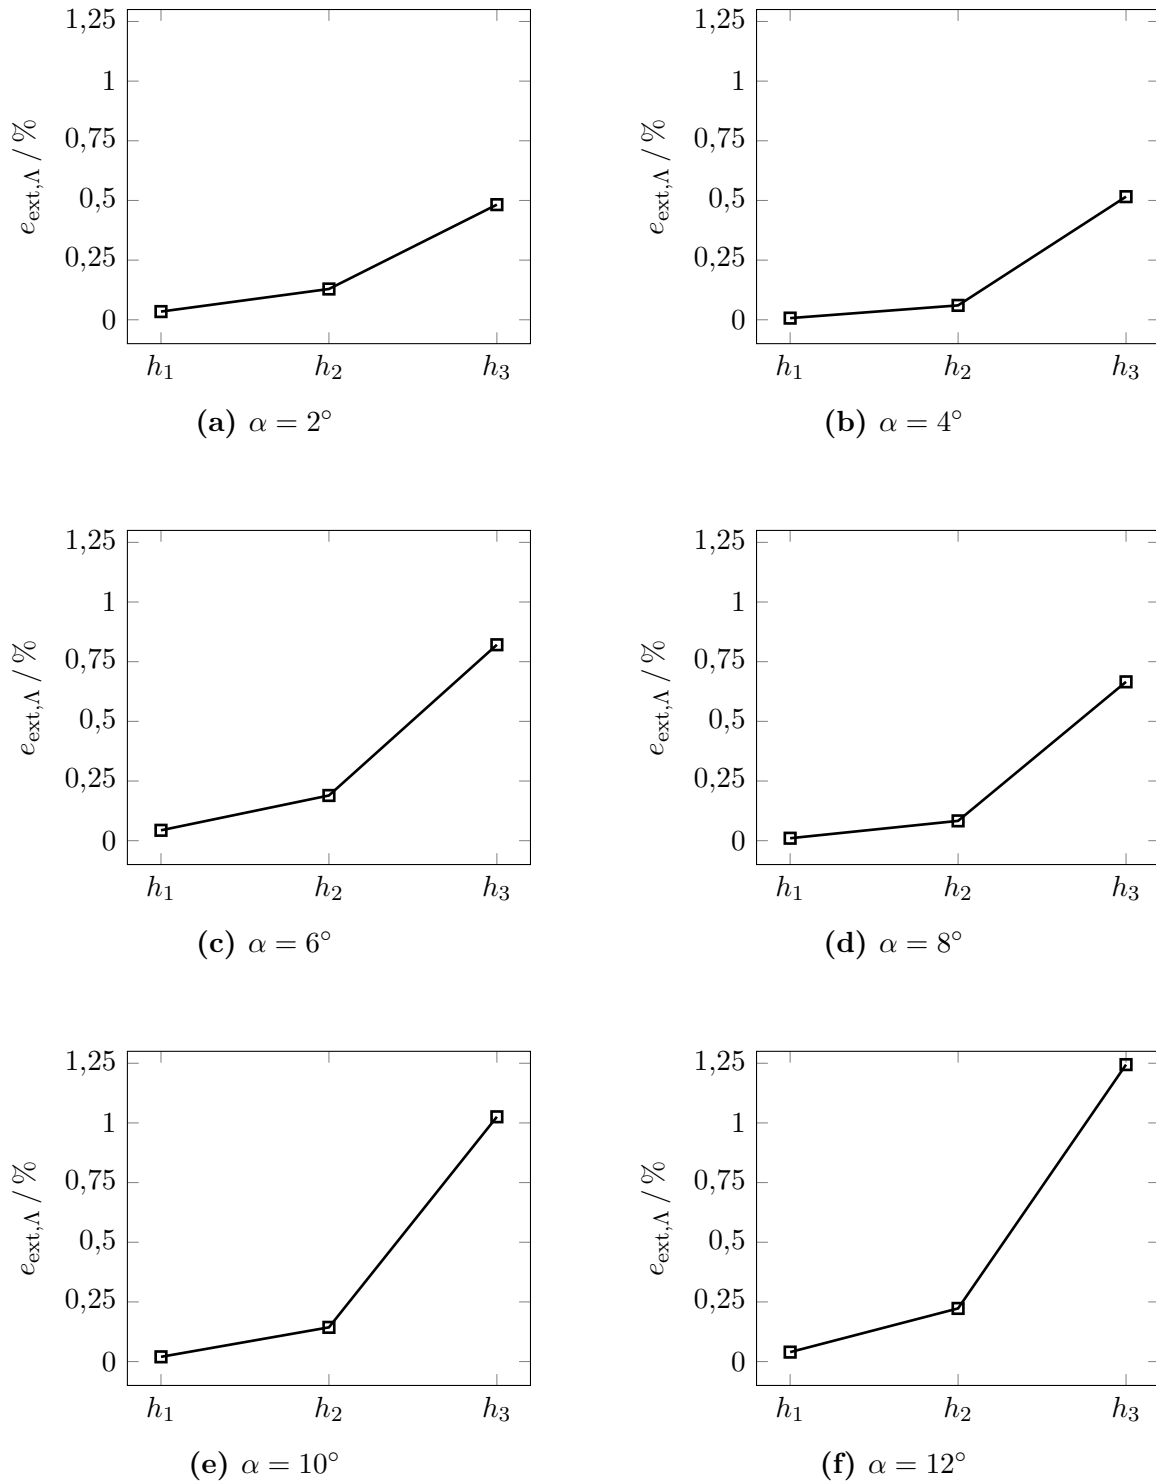 1,25
1
0,75
0,5
0,25
0
e_ext,Λ / %
h₁ h₂ h₃
(a) α = 2°
1,25
1
0,75
0,5
0,25
0
e_ext,Λ / %
h₁ h₂ h₃
(b) α = 4°
1,25
1
0,75
0,5
0,25
0
e_ext,Λ / %
h₁ h₂ h₃
(c) α = 6°
1,25
1
0,75
0,5
0,25
0
e_ext,Λ / %
h₁ h₂ h₃
(d) α = 8°
1,25
1
0,75
0,5
0,25
0
e_ext,Λ / %
h₁ h₂ h₃
(e) α = 10°
1,25
1
0,75
0,5
0,25
0
e_ext,Λ / %
h₁ h₂ h₃
(f) α = 12°